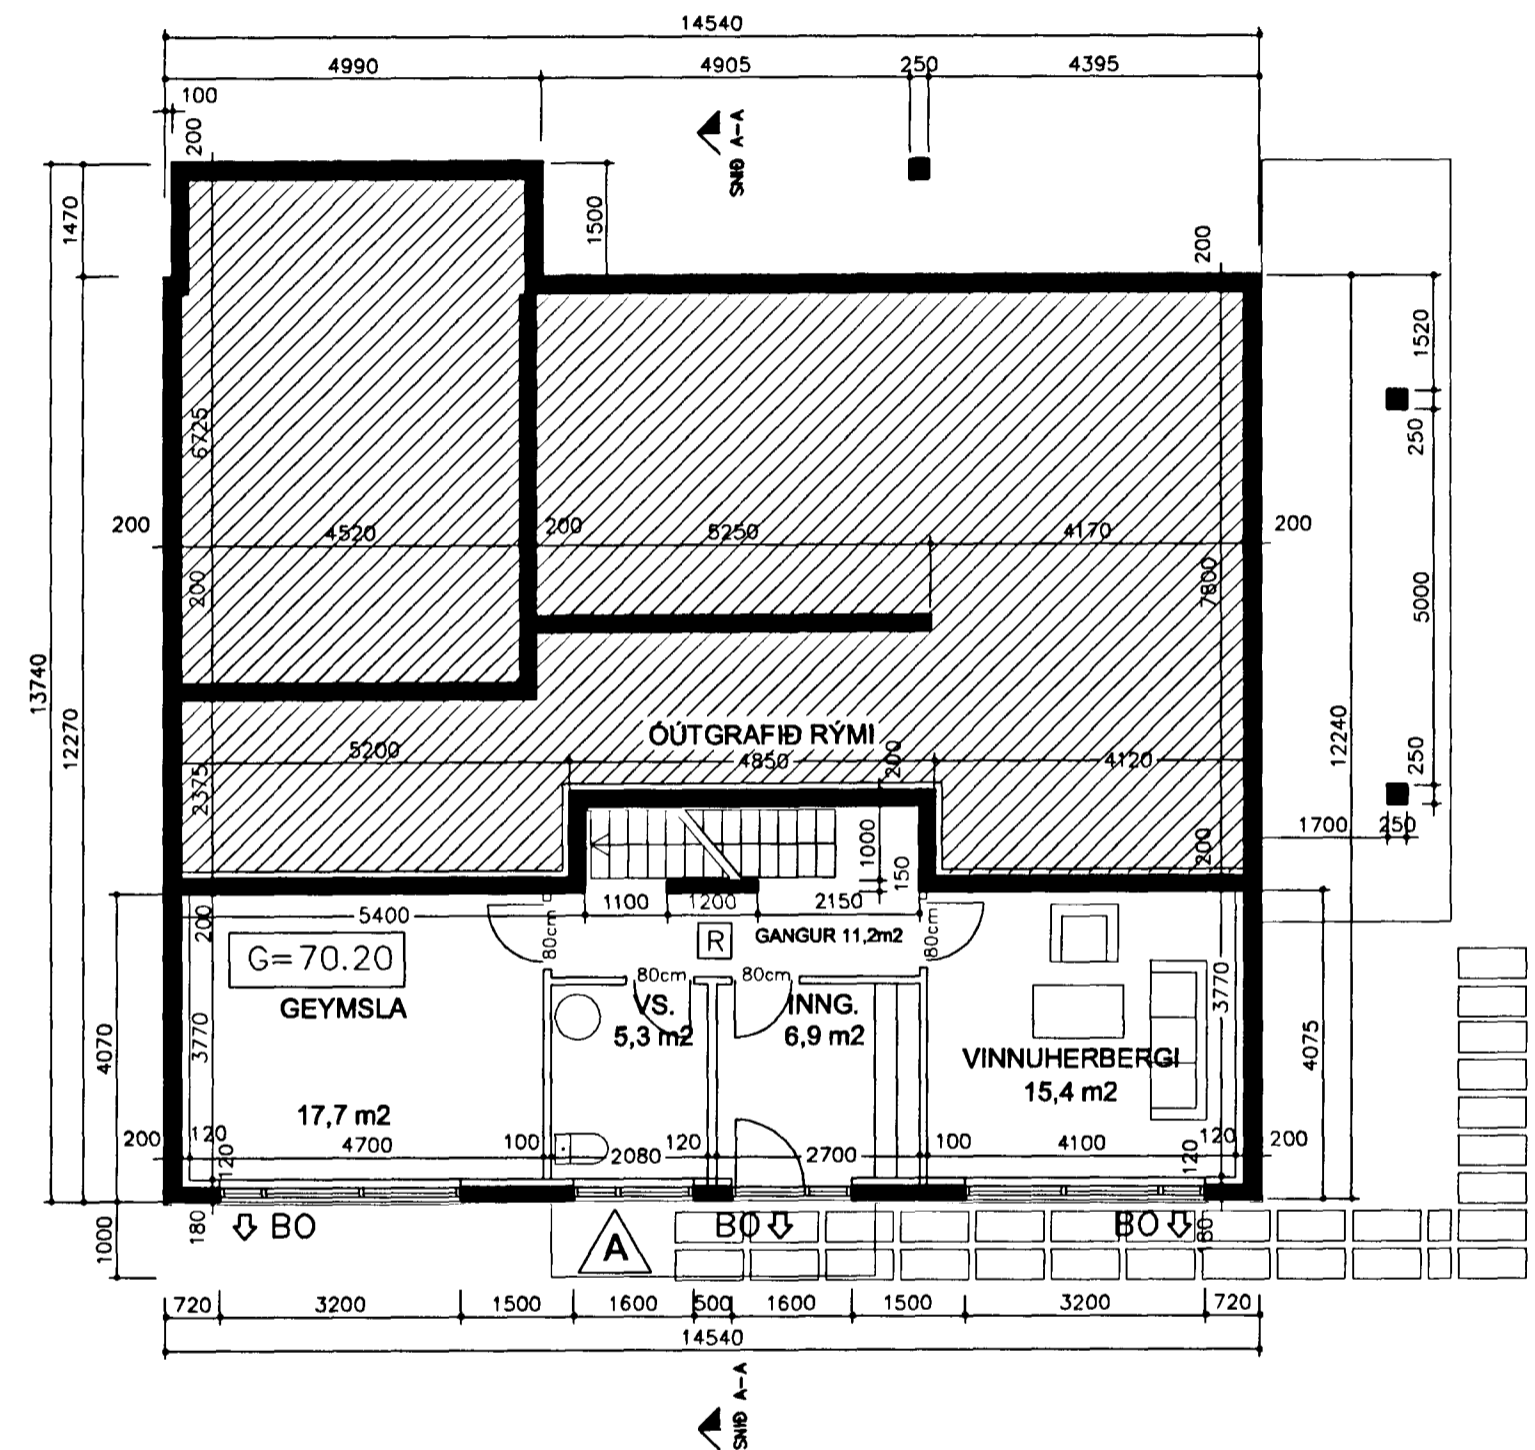 14540
4990 4905 250 4395
100
200
SNIÐ A-A
1470
1500
200
13740
12270
6725
200
200
4520
200
5250
4170
200
7800
1520
250
5000
250
12240
1700
250
ÓÚTGRAFIÐ RÝMI
5200 4850 4120
200
2375
1000
150
200
1100 1200 2150
5400
200
80cm
R
GANGUR 11,2m2
80cm
G=70.20
GEYMSLA
80cm 80cm
VS.
5,3 m2
INNG.
6,9 m2
3770
4070
3770
4075
VINNUHERBERGI
15,4 m2
17,7 m2
200 120 4700 100 2080 120 2700 100 4100 120 200
120
120
1000
180
BO
A
BO
BO
180
720 3200 1500 1600 500 1600 1500 3200 720
14540
SNIÐ A-A